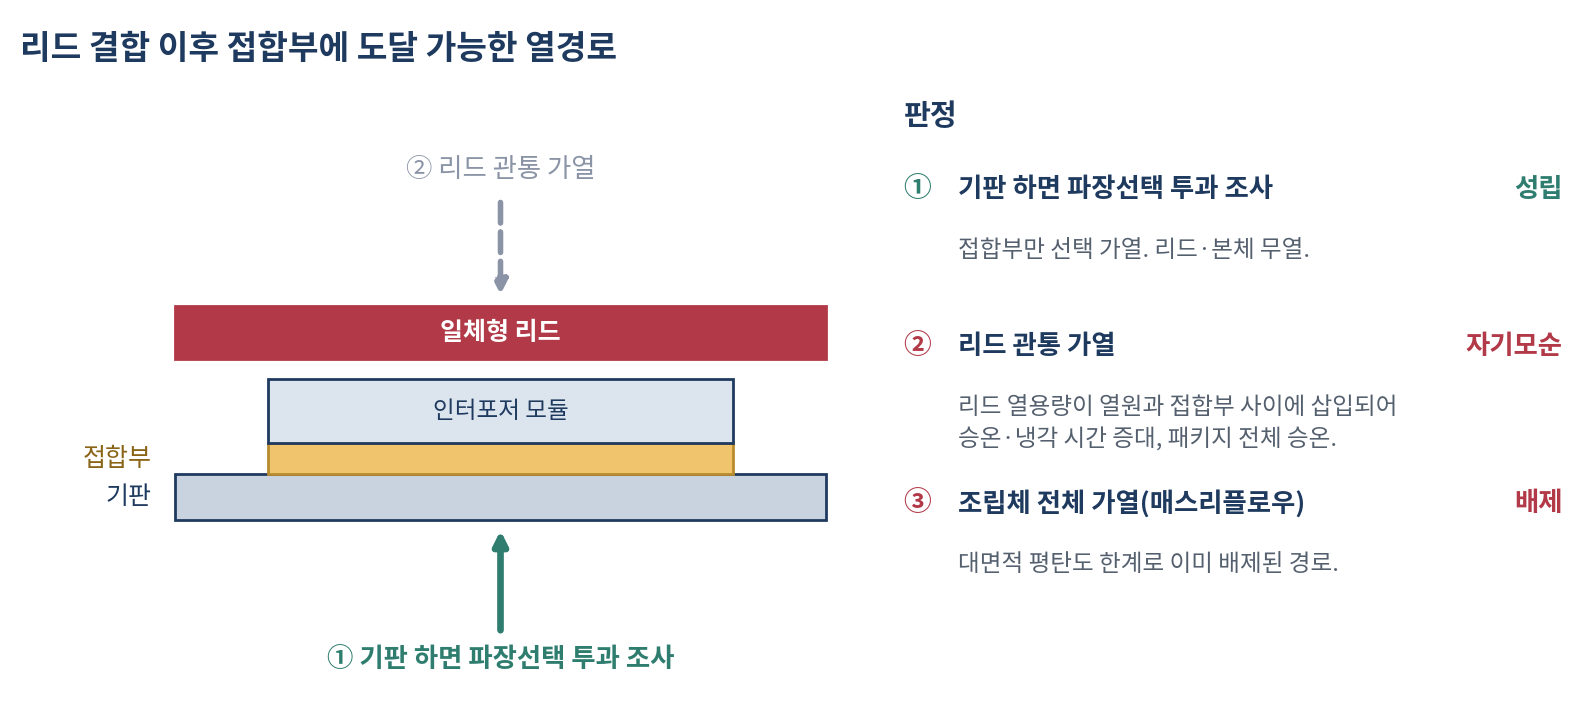 리드 결합 이후 접합부에 도달 가능한 열경로
② 리드 관통 가열
일체형 리드
인터포저 모듈
접합부
기판
① 기판 하면 파장선택 투과 조사
판정
① 기판 하면 파장선택 투과 조사 성립
접합부만 선택 가열. 리드·본체 무열.
② 리드 관통 가열 자기모순
리드 열용량이 열원과 접합부 사이에 삽입되어
승온·냉각 시간 증대, 패키지 전체 승온.
③ 조립체 전체 가열(매스리플로우) 배제
대면적 평탄도 한계로 이미 배제된 경로.